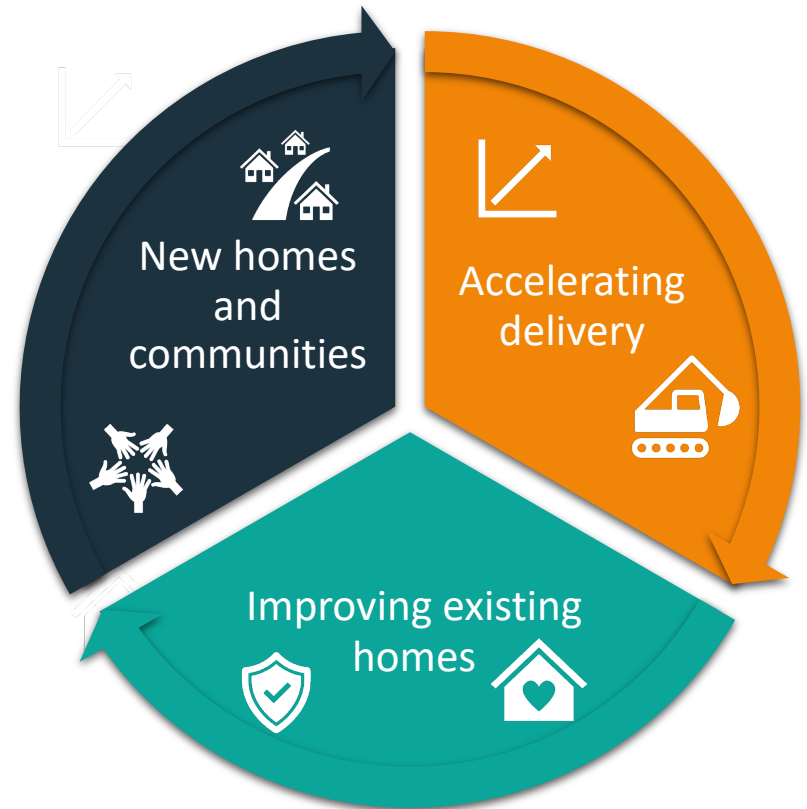 New homes
and
communities
Accelerating
delivery
Improving existing
homes